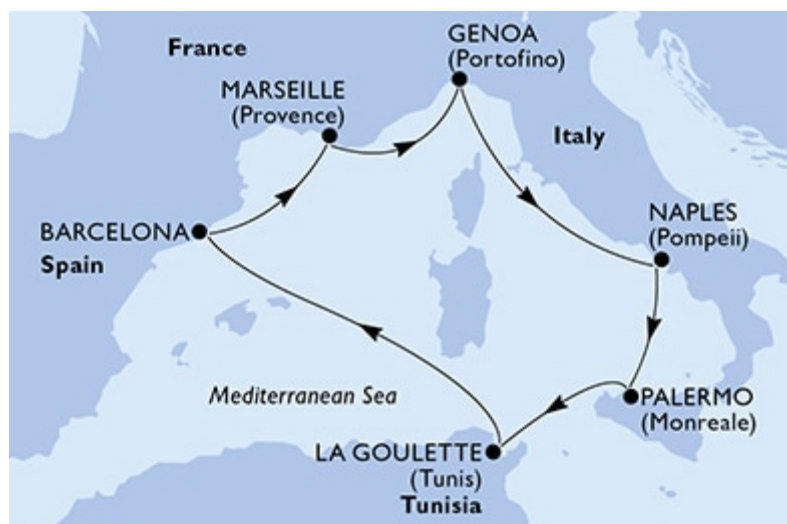 France
GENOA
(Portofino)
MARSEILLE
(Provence)
Italy
BARCELONA
Spain
NAPLES
(Pompeii)
Mediterranean Sea
PALERMO
(Monreale)
LA GOULETTE
(Tunis)
Tunisia